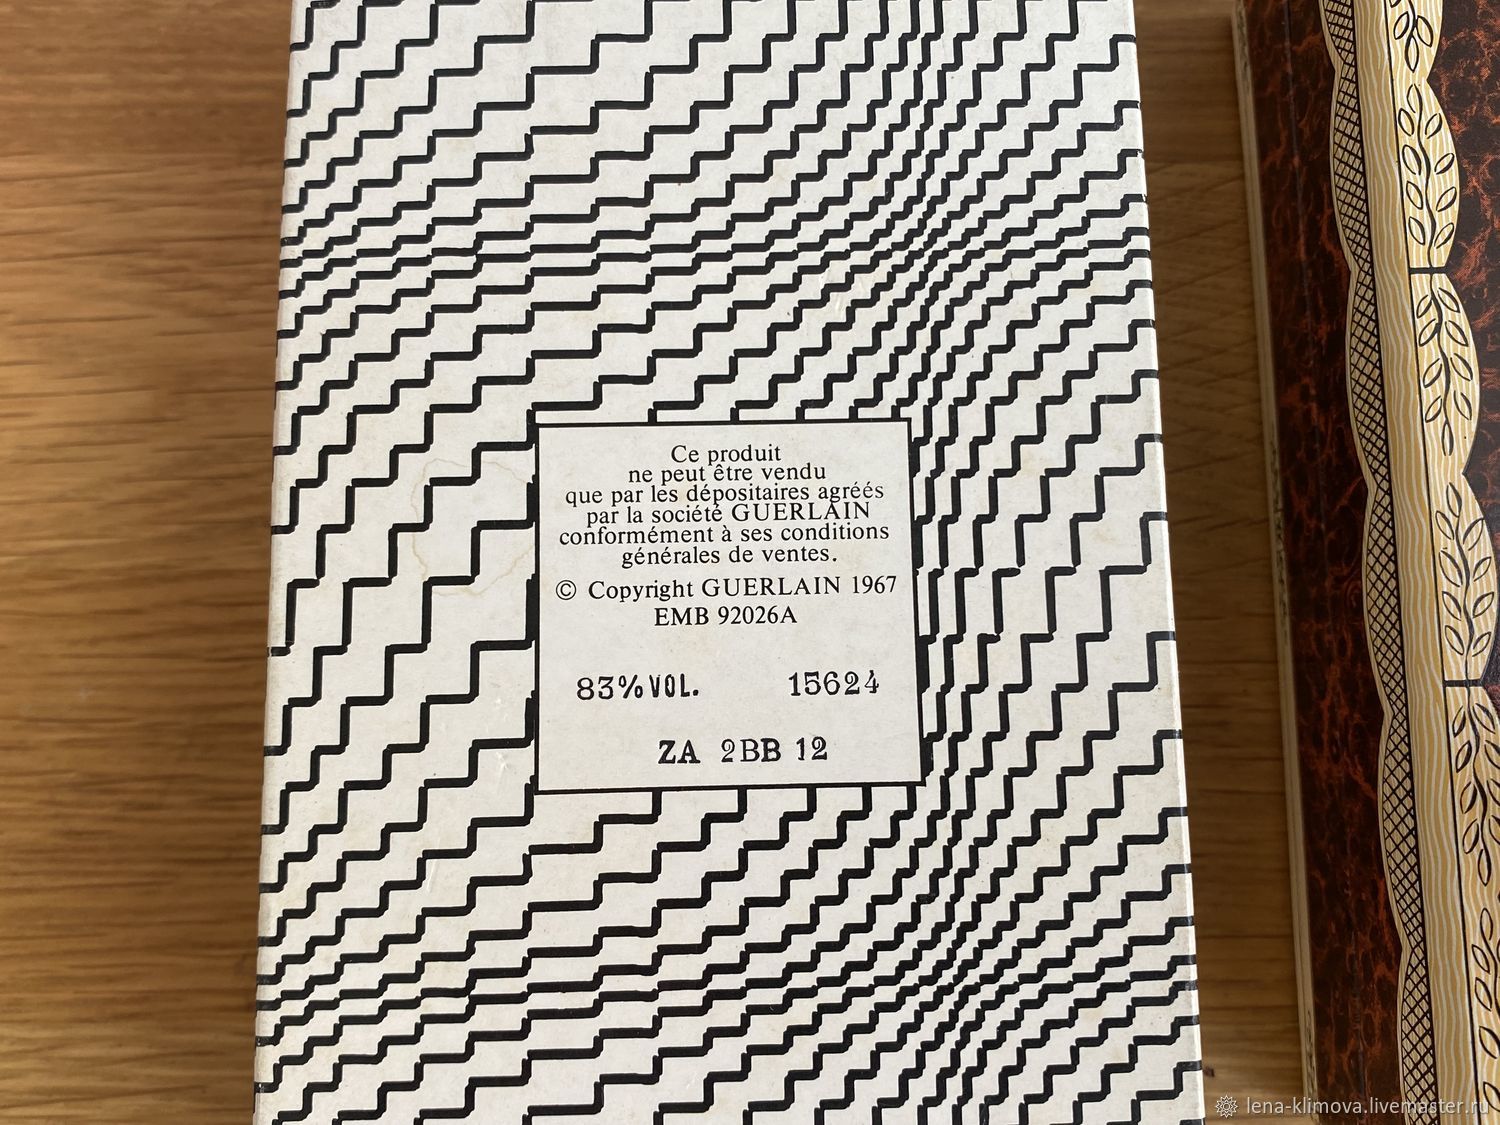 Ce produit
ne peut être vendu
que par les dépositaires agréés
par la société GUERLAIN
conformément à ses conditions
générales de ventes.
© Copyright GUERLAIN 1967
EMB 92026A
83% VOL. 15624
ZA 2BB 12
lena-klimova.livemaster.ru